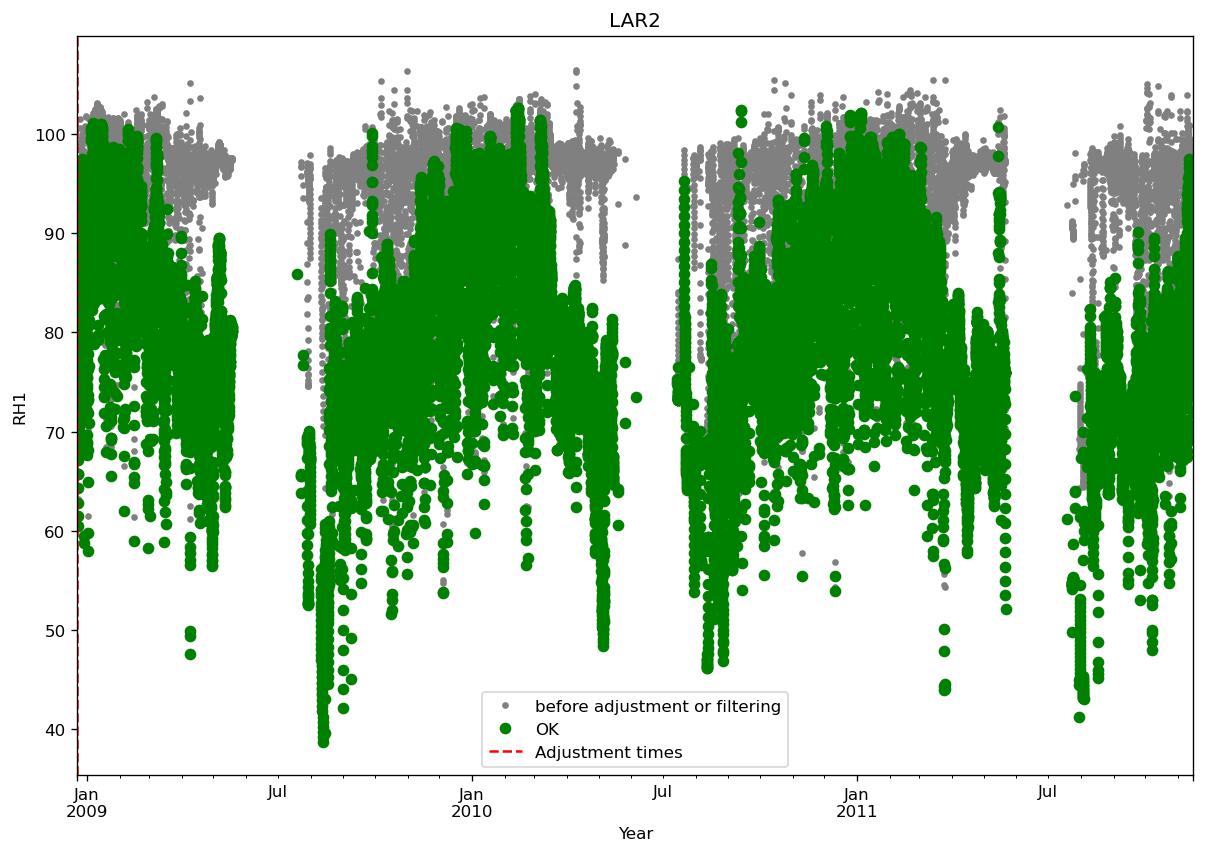 LAR2
RH1
100
90
80
70
60
50
40
before adjustment or filtering
OK
Adjustment times
Jan
2009
Jul
Jan
2010
Jul
Jan
2011
Jul
Year